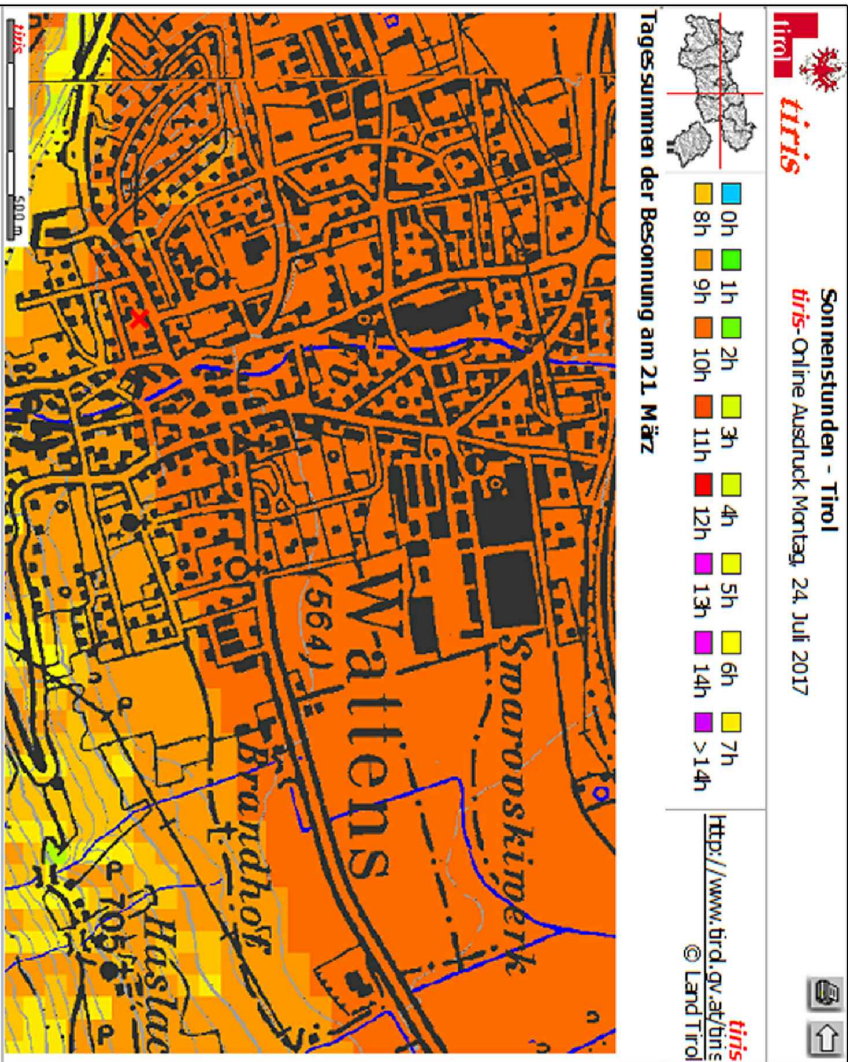 Sonnenstunden - Tirol
tiris - Online Ausdruck Montag, 24. Juli 2017
tirol
tiris
0h 1h 2h 3h 4h 5h 6h 7h
8h 9h 10h 11h 12h 13h 14h >14h
tiris
http://www.tirol.gv.at/tiris
© Land Tirol
Tagessummen der Besonnung am 21. März
Swarovskiwerk
Wattens
(564)
Brandhof
Haslac
P
P
705
P
tiris
500 m